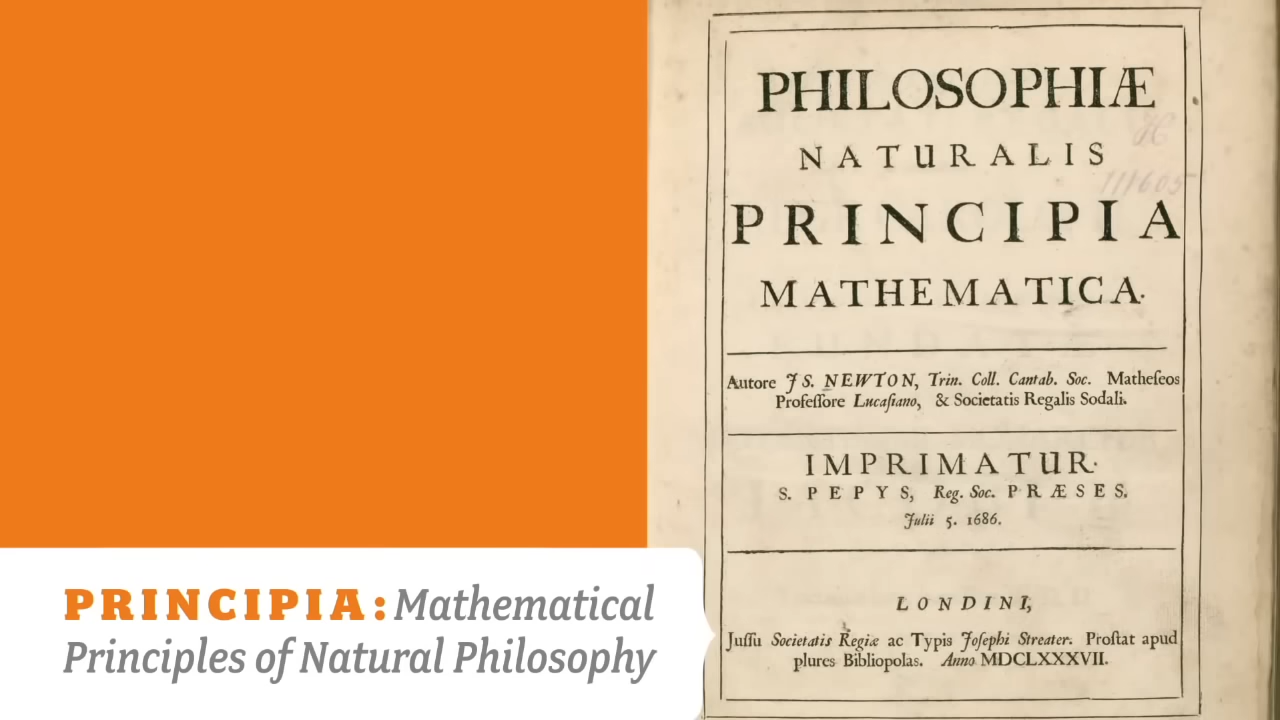 PRINCIPIA: Mathematical
Principles of Natural Philosophy
PHILOSOPHIÆ
NATURALIS
PRINCIPIA
MATHEMATICA.
Autore JS. NEWTON, Trin. Coll. Cantab. Soc. Matheſeos
Profeſſore Lucaſiano, & Societatis Regalis Sodali.
IMPRIMATUR.
S. PEPYS, Reg. Soc. PRÆSES.
Julii 5. 1686.
LONDINI,
Juſſu Societatis Regiæ ac Typis Joſephi Streater. Proſtat apud
plures Bibliopolas. Anno MDCLXXXVII.
111605